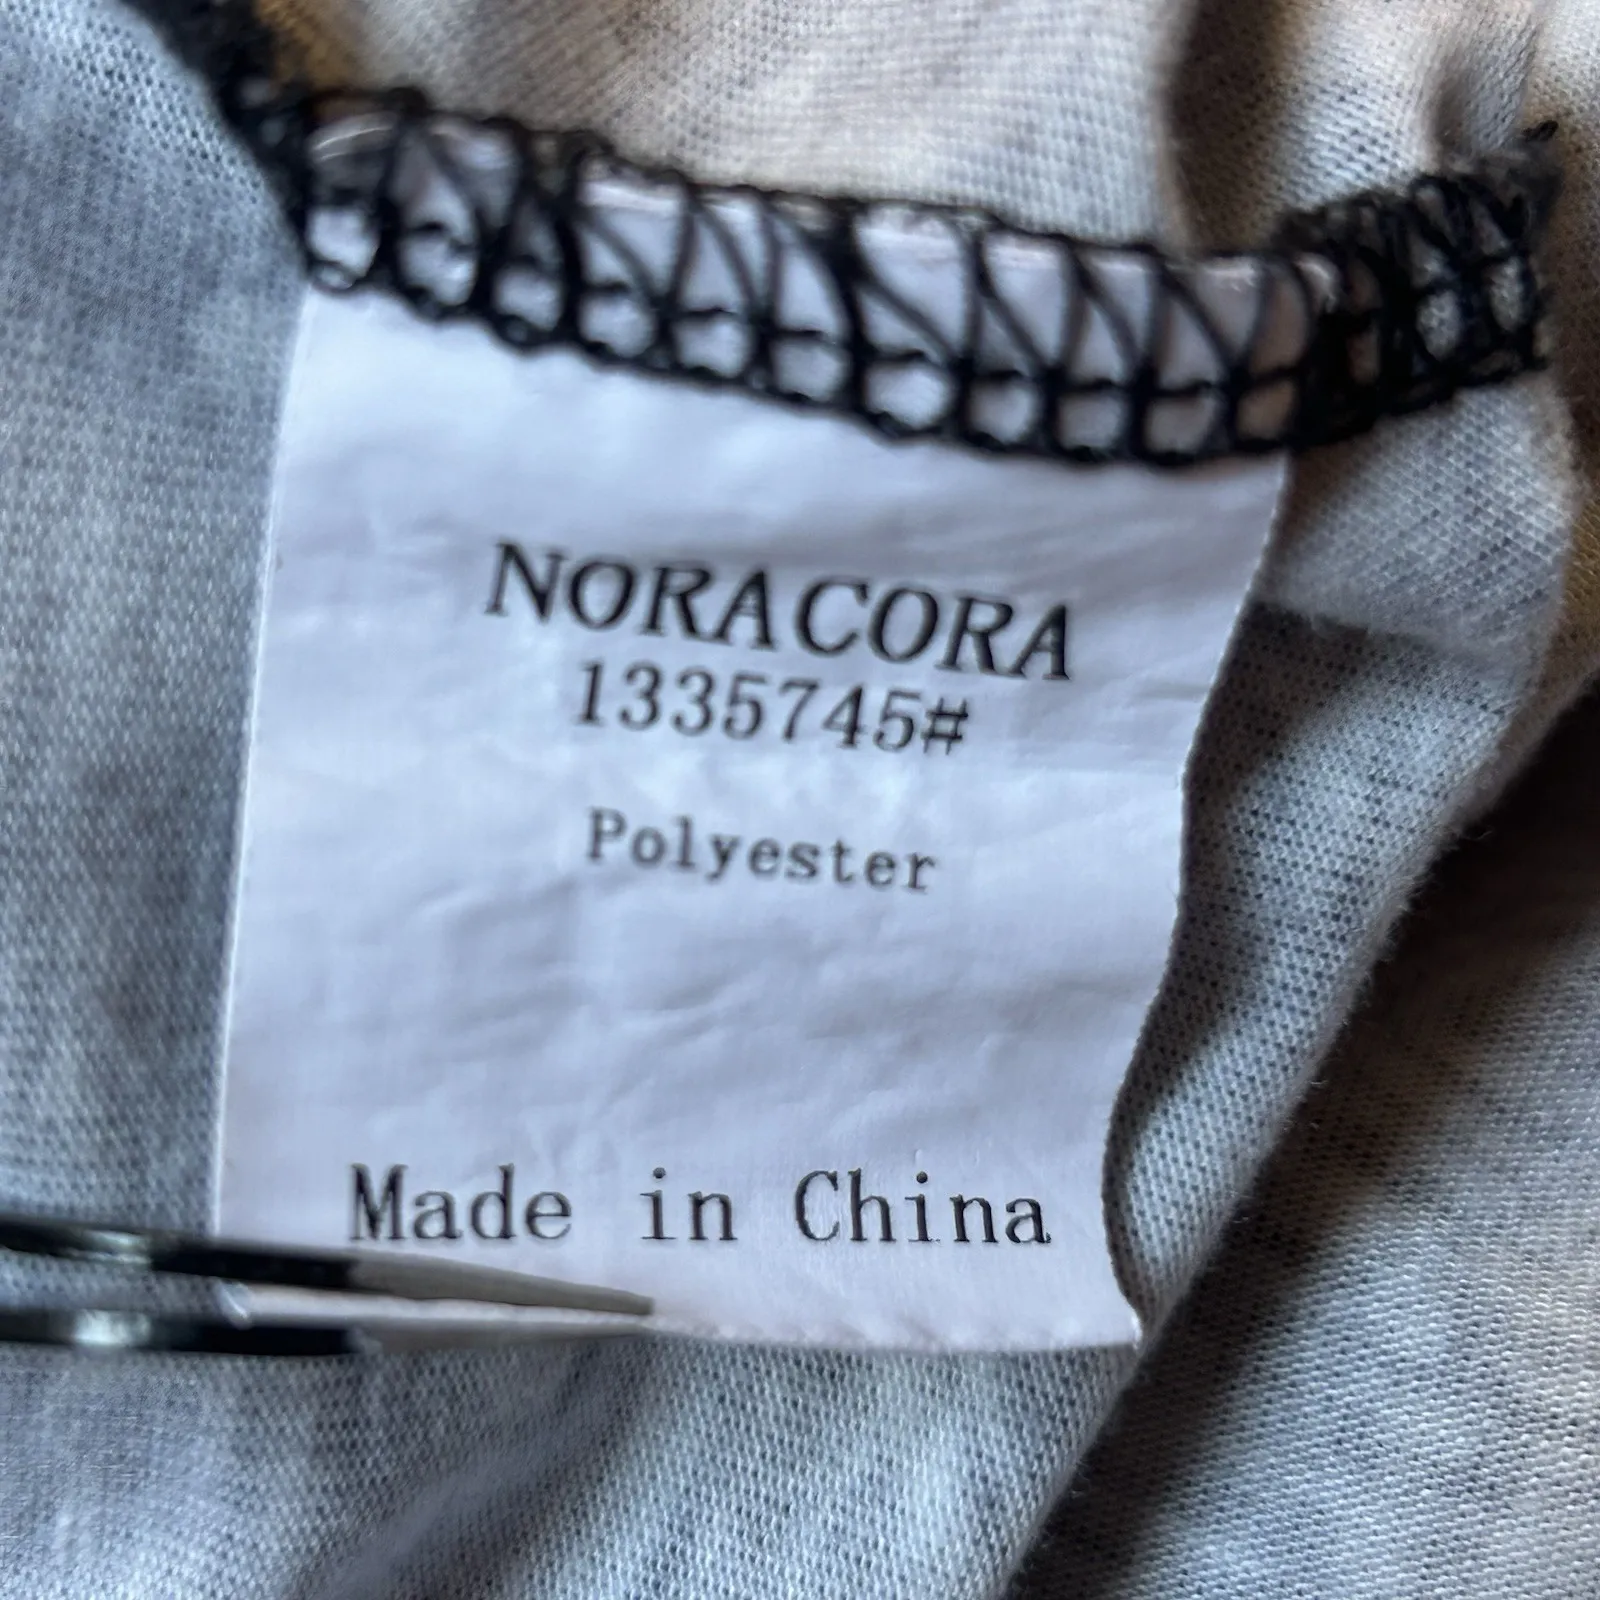 NORACORA
1335745#
Polyester
Made in China